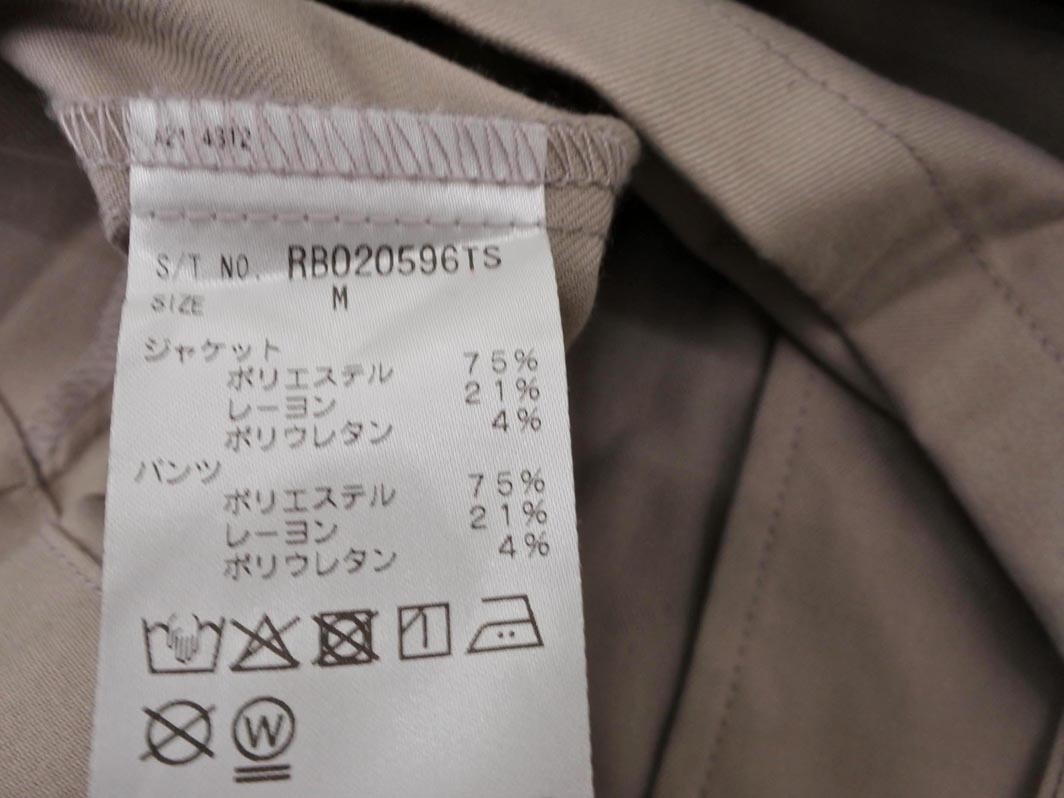 A21 4312
S/T NO. RB020596TS
SIZE M
ジャケット
ポリエステル 75%
レーヨン 21%
ポリウレタン 4%
パンツ
ポリエステル 75%
レーヨン 21%
ポリウレタン 4%
W